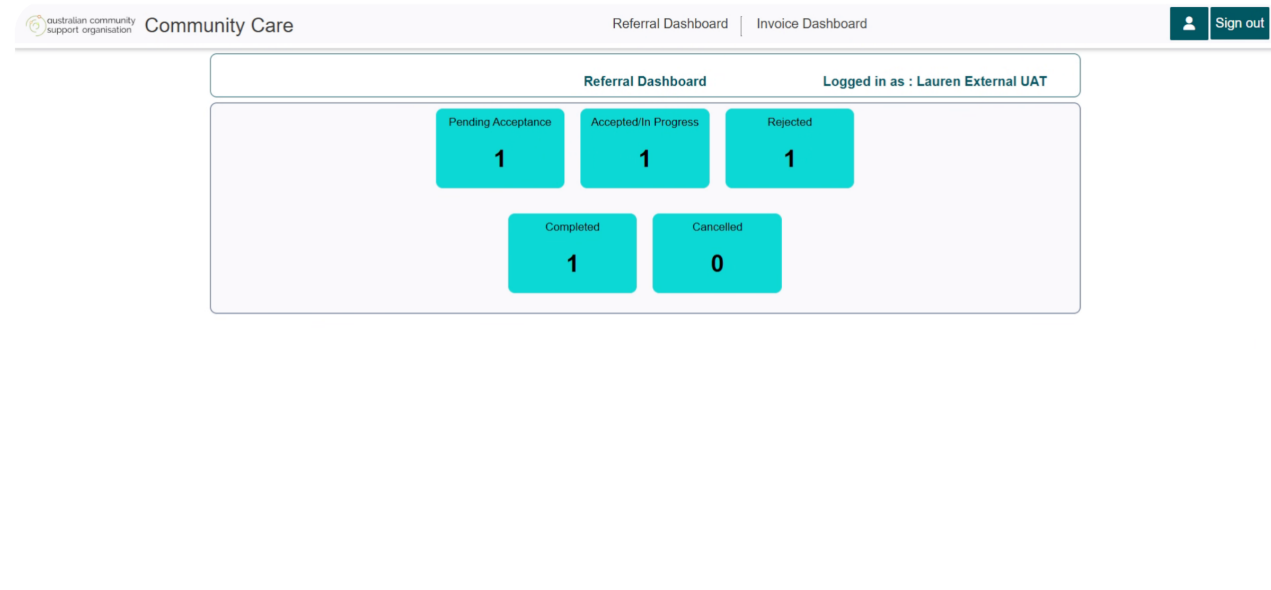 australian community
support organisation
Community Care
Referral Dashboard
Invoice Dashboard
Sign out
Referral Dashboard
Logged in as : Lauren External UAT
Pending Acceptance
1
Accepted/In Progress
1
Rejected
1
Completed
1
Cancelled
0